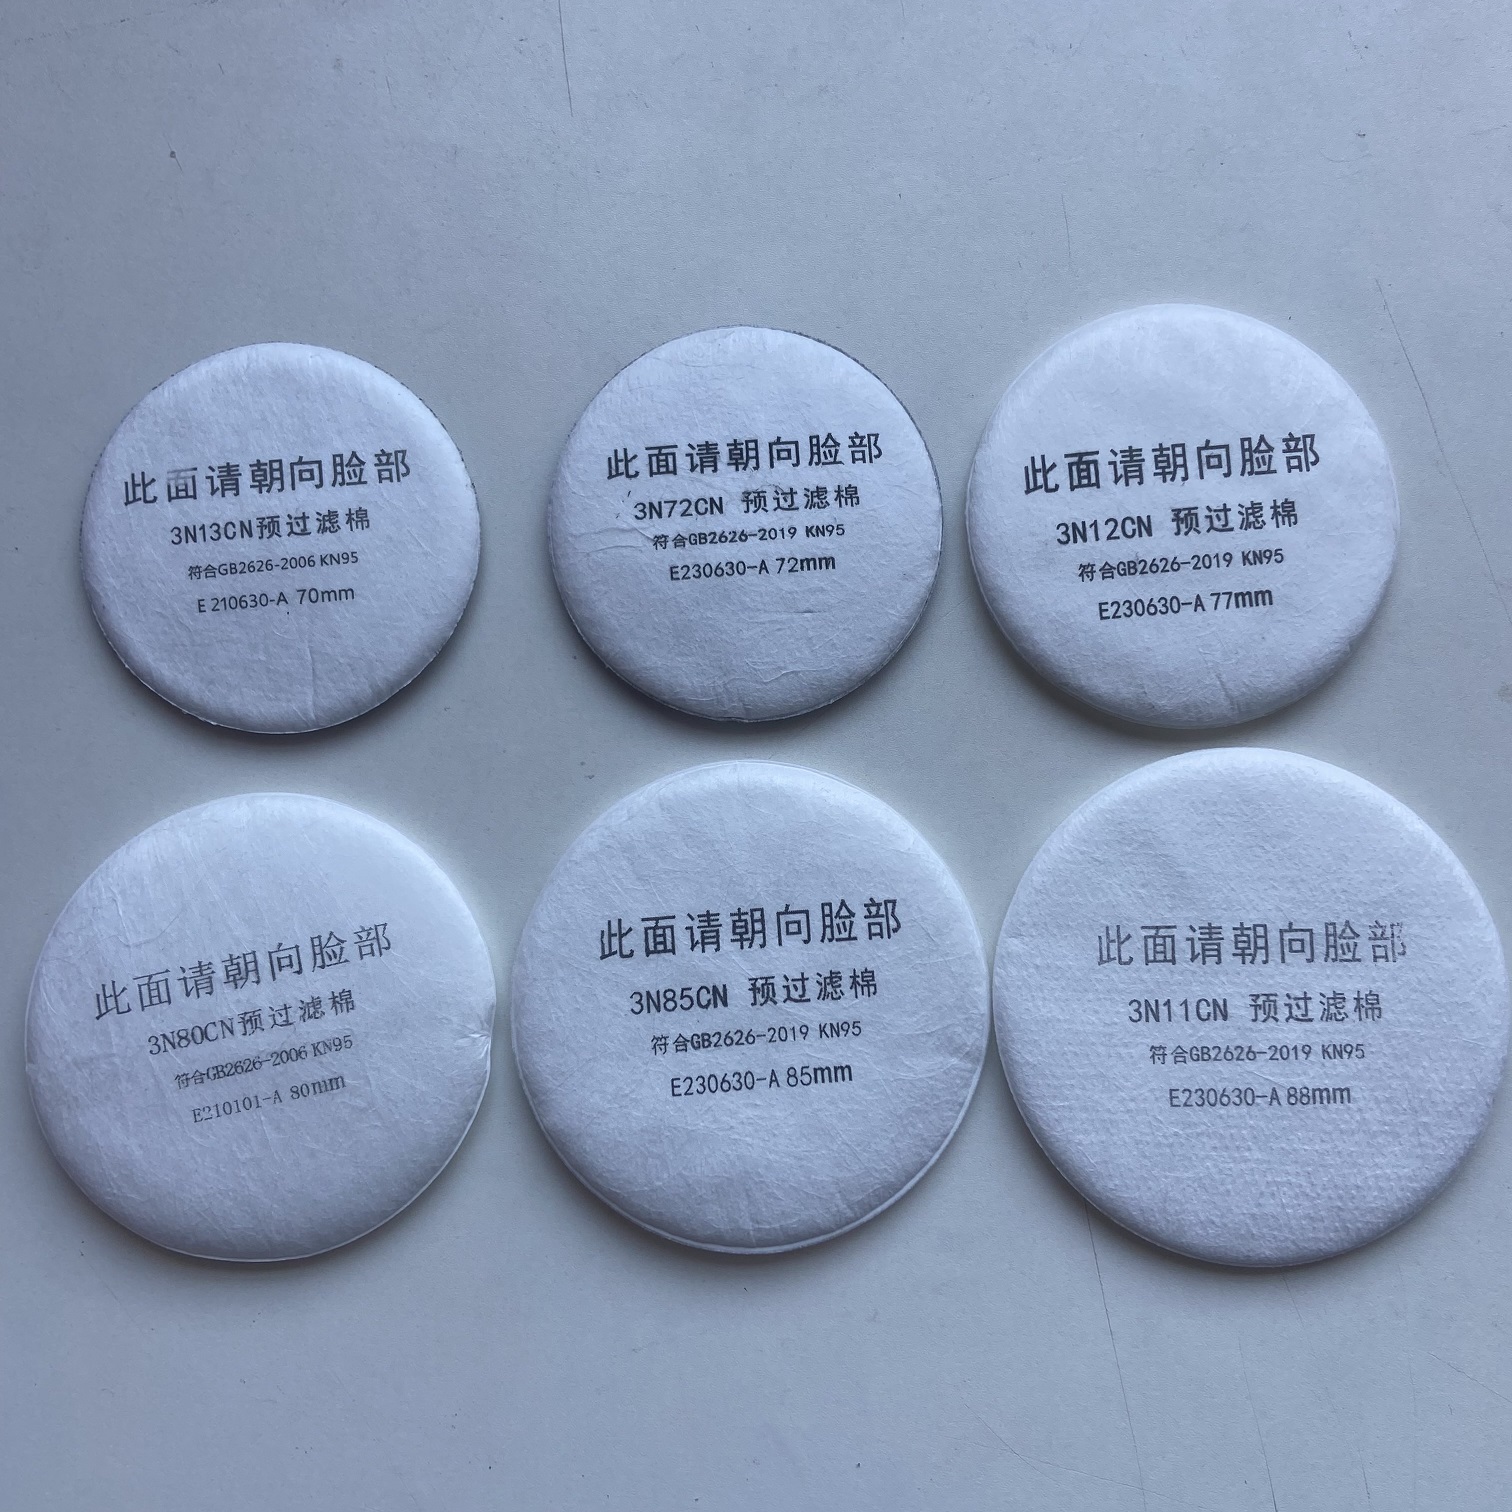 此面请朝向脸部
3N13CN预过滤棉
符合GB2626-2006 KN95
E 210630-A 70mm
此面请朝向脸部
3N72CN 预过滤棉
符合GB2626-2019 KN95
E230630-A 72mm
此面请朝向脸部
3N12CN 预过滤棉
符合GB2626-2019 KN95
E230630-A 77mm
此面请朝向脸部
3N80CN预过滤棉
符合GB2626-2006 KN95
E210101-A 80mm
此面请朝向脸部
3N85CN 预过滤棉
符合GB2626-2019 KN95
E230630-A 85mm
此面请朝向脸部
3N11CN 预过滤棉
符合GB2626-2019 KN95
E230630-A 88mm